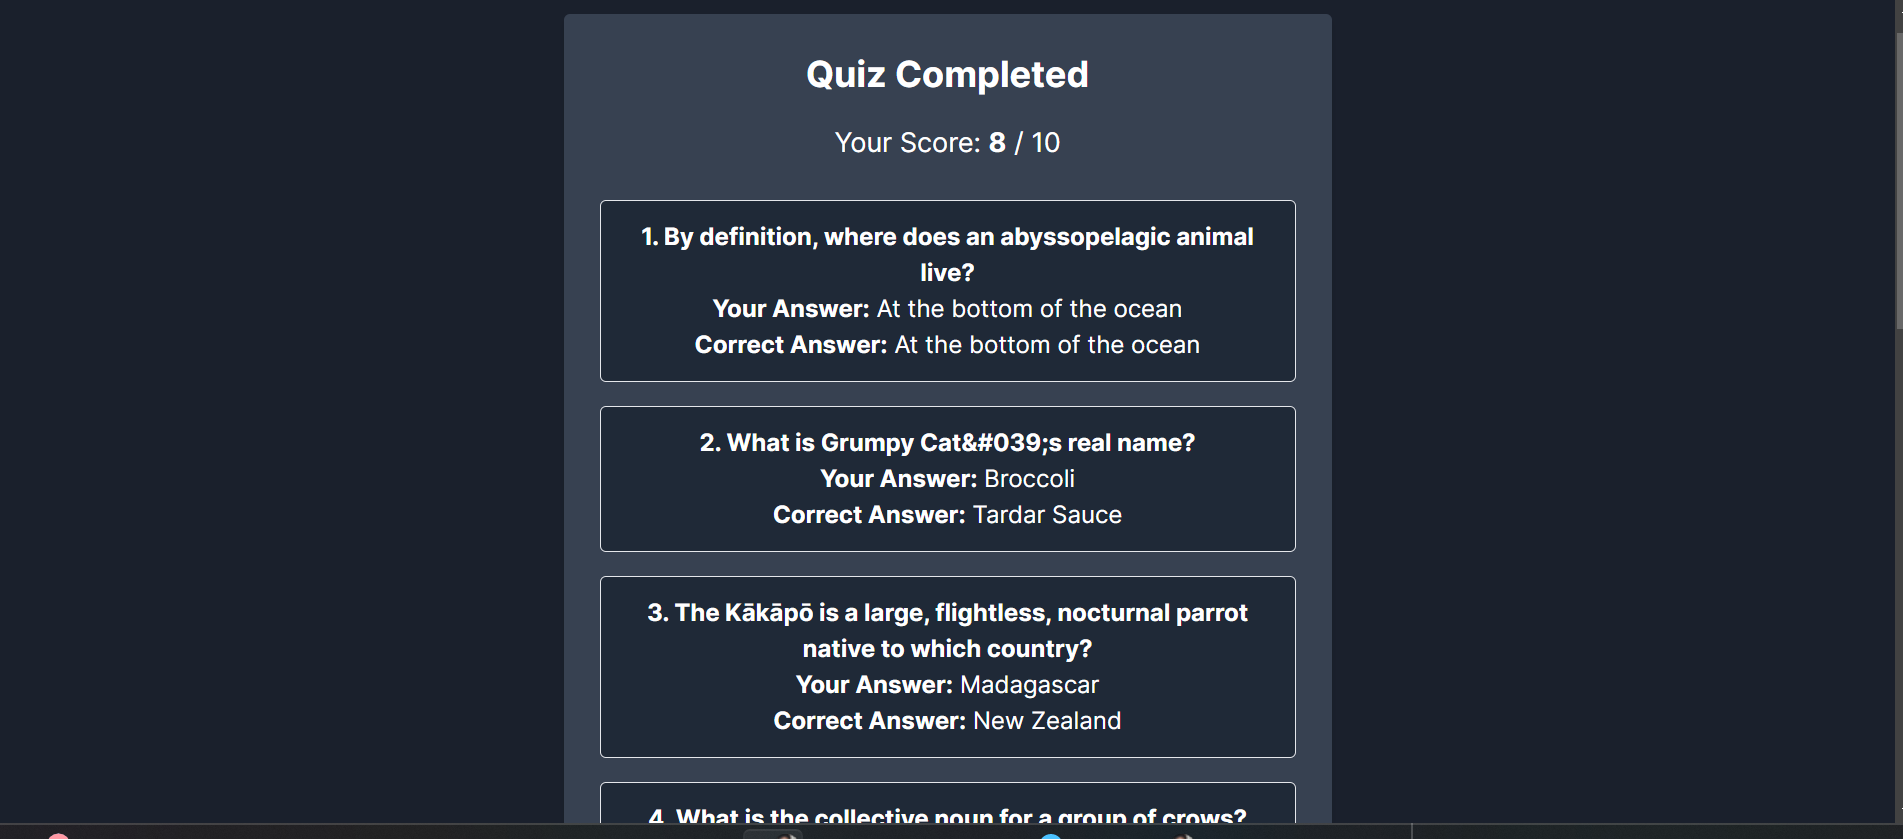 Quiz Completed
Your Score: 8 / 10
1. By definition, where does an abyssopelagic animal
live?
Your Answer: At the bottom of the ocean
Correct Answer: At the bottom of the ocean
2. What is Grumpy Cat&#039;s real name?
Your Answer: Broccoli
Correct Answer: Tardar Sauce
3. The Kākāpō is a large, flightless, nocturnal parrot
native to which country?
Your Answer: Madagascar
Correct Answer: New Zealand
4. What is the collective noun for a group of crows?